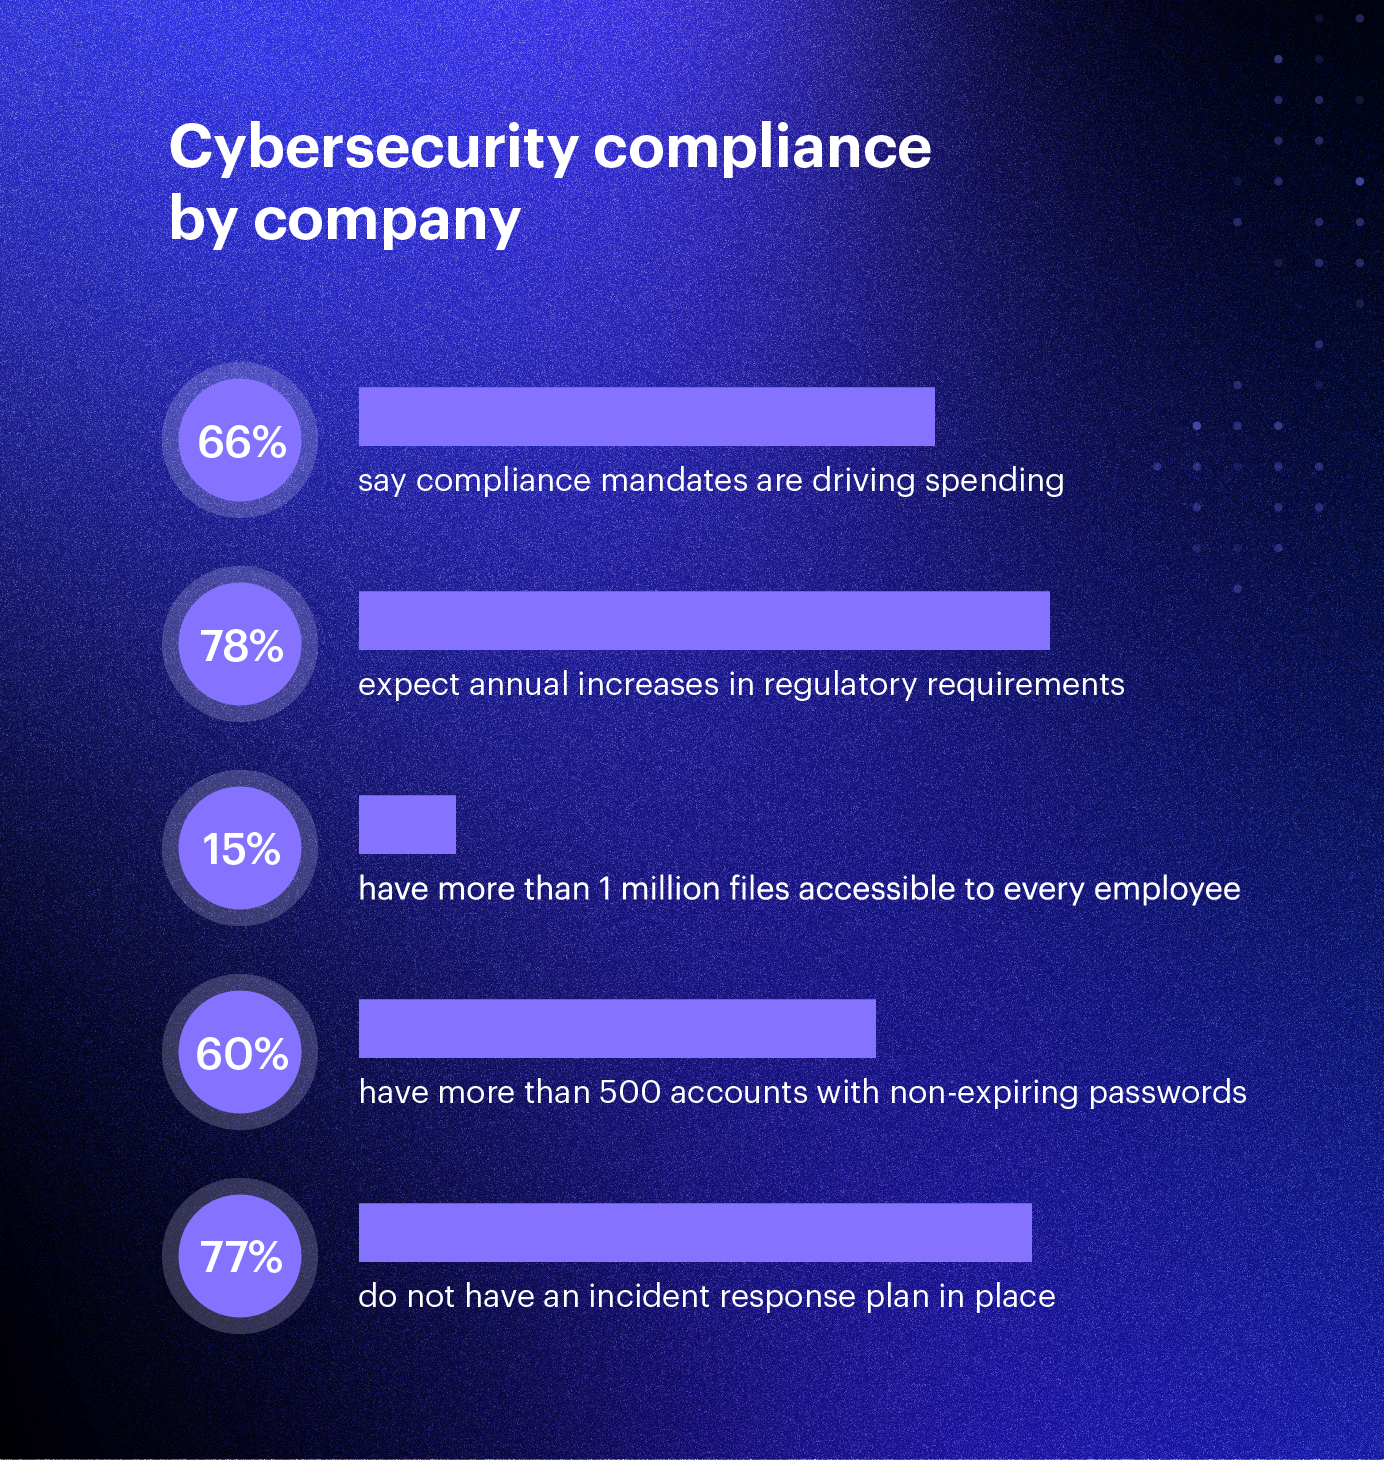 Cybersecurity compliance
by company
66%
say compliance mandates are driving spending
78%
expect annual increases in regulatory requirements
15%
have more than 1 million files accessible to every employee
60%
have more than 500 accounts with non-expiring passwords
77%
do not have an incident response plan in place